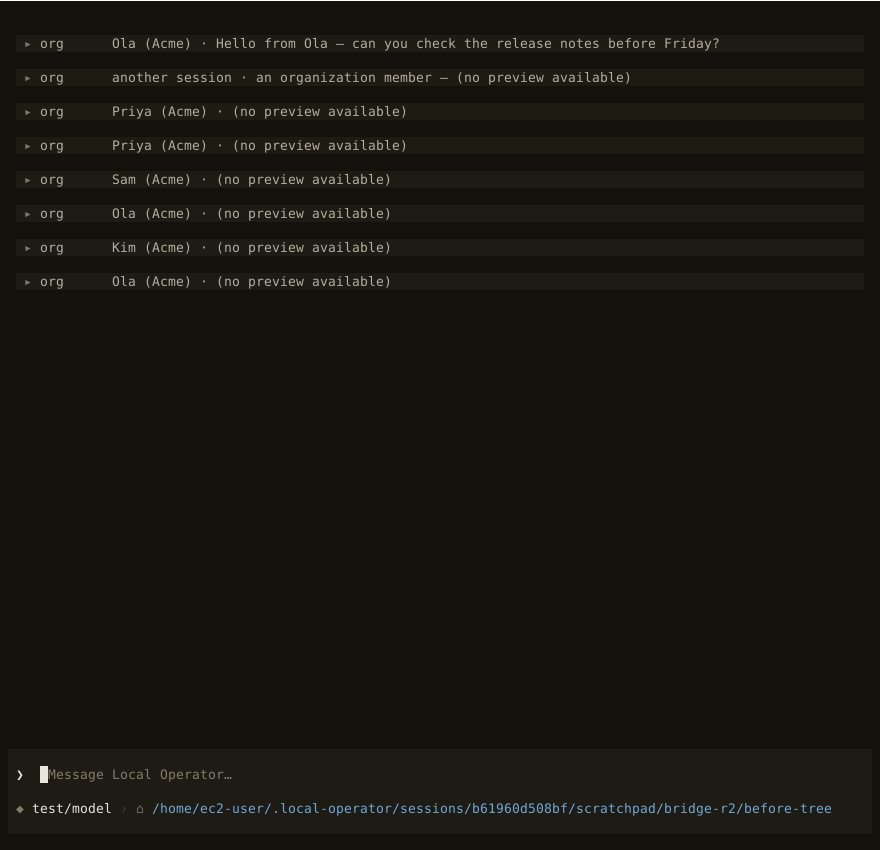 ▸ org Ola (Acme) · Hello from Ola — can you check the release notes before Friday?
▸ org another session · an organization member — (no preview available)
▸ org Priya (Acme) · (no preview available)
▸ org Priya (Acme) · (no preview available)
▸ org Sam (Acme) · (no preview available)
▸ org Ola (Acme) · (no preview available)
▸ org Kim (Acme) · (no preview available)
▸ org Ola (Acme) · (no preview available)
❯ Message Local Operator…
◆ test/model › ⌂ /home/ec2-user/.local-operator/sessions/b61960d508bf/scratchpad/bridge-r2/before-tree